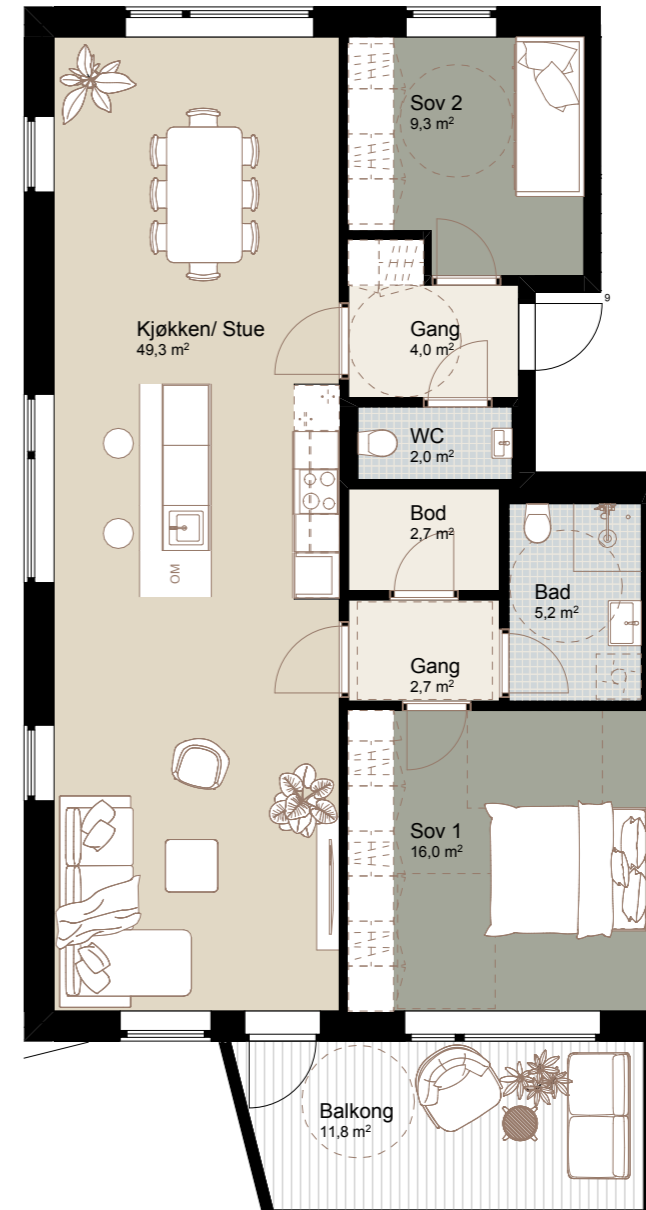 Sov 2
9,3 m²
9
Kjøkken/ Stue
49,3 m²
Gang
4,0 m²
WC
2,0 m²
Bod
2,7 m²
OM
Bad
5,2 m²
Gang
2,7 m²
Sov 1
16,0 m²
Balkong
11,8 m²